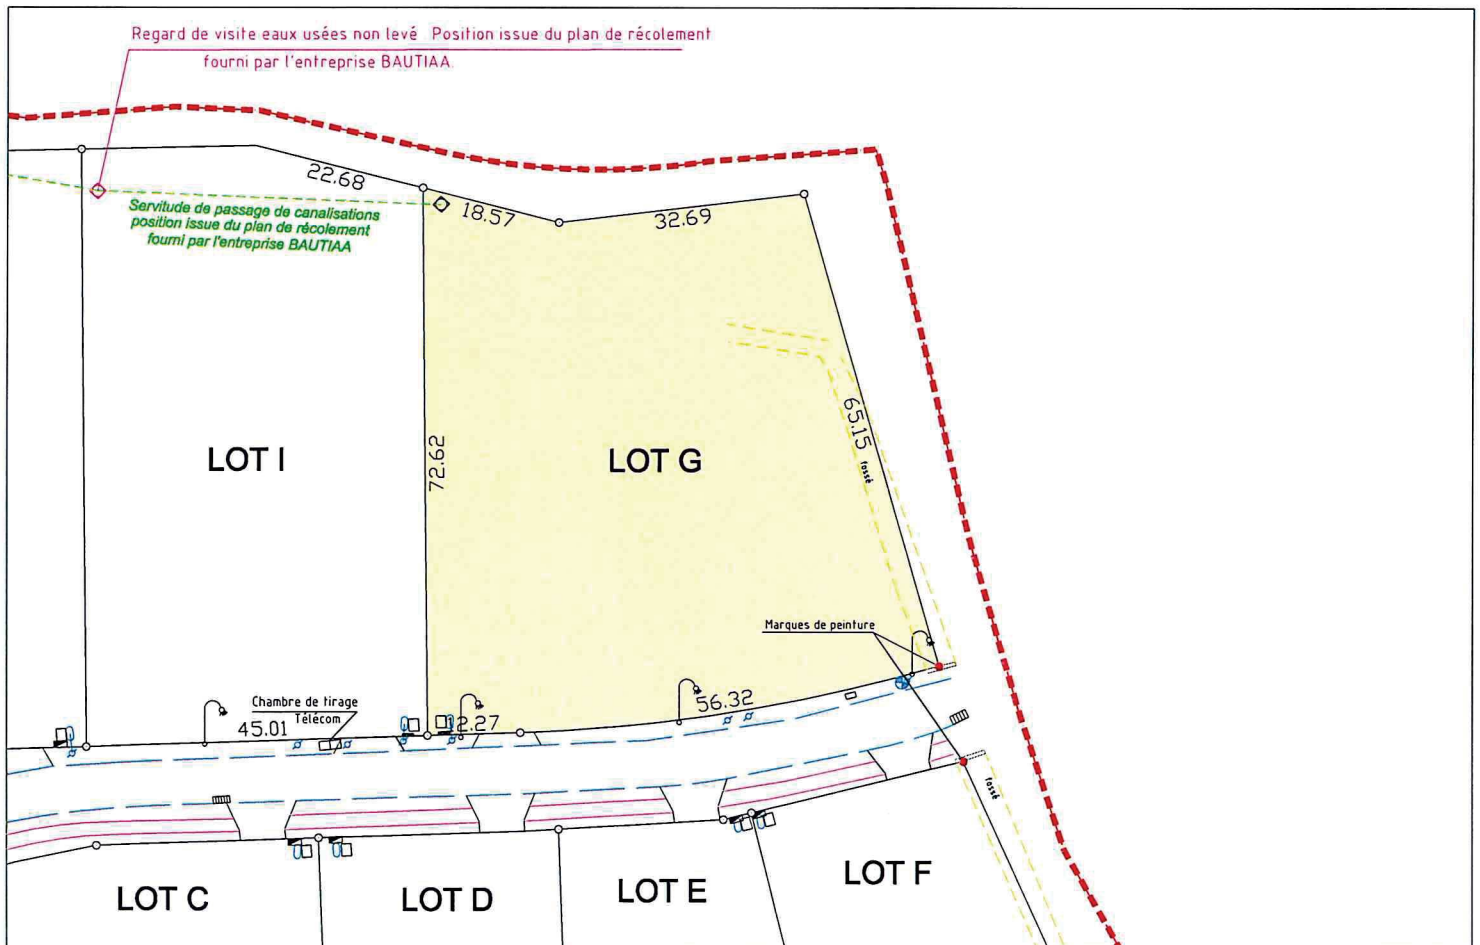 Regard de visite eaux usées non levé Position issue du plan de récolement
fourni par l'entreprise BAUTIAA
22.68
18.57
32.69
Servitude de passage de canalisations
position issue du plan de récolement
fourni par l'entreprise BAUTIAA
65.15
fossé
LOT I
72.62
LOT G
Marques de peinture
Chambre de tirage
Télécom
45.01
12.27
56.32
fossé
LOT C
LOT D
LOT E
LOT F